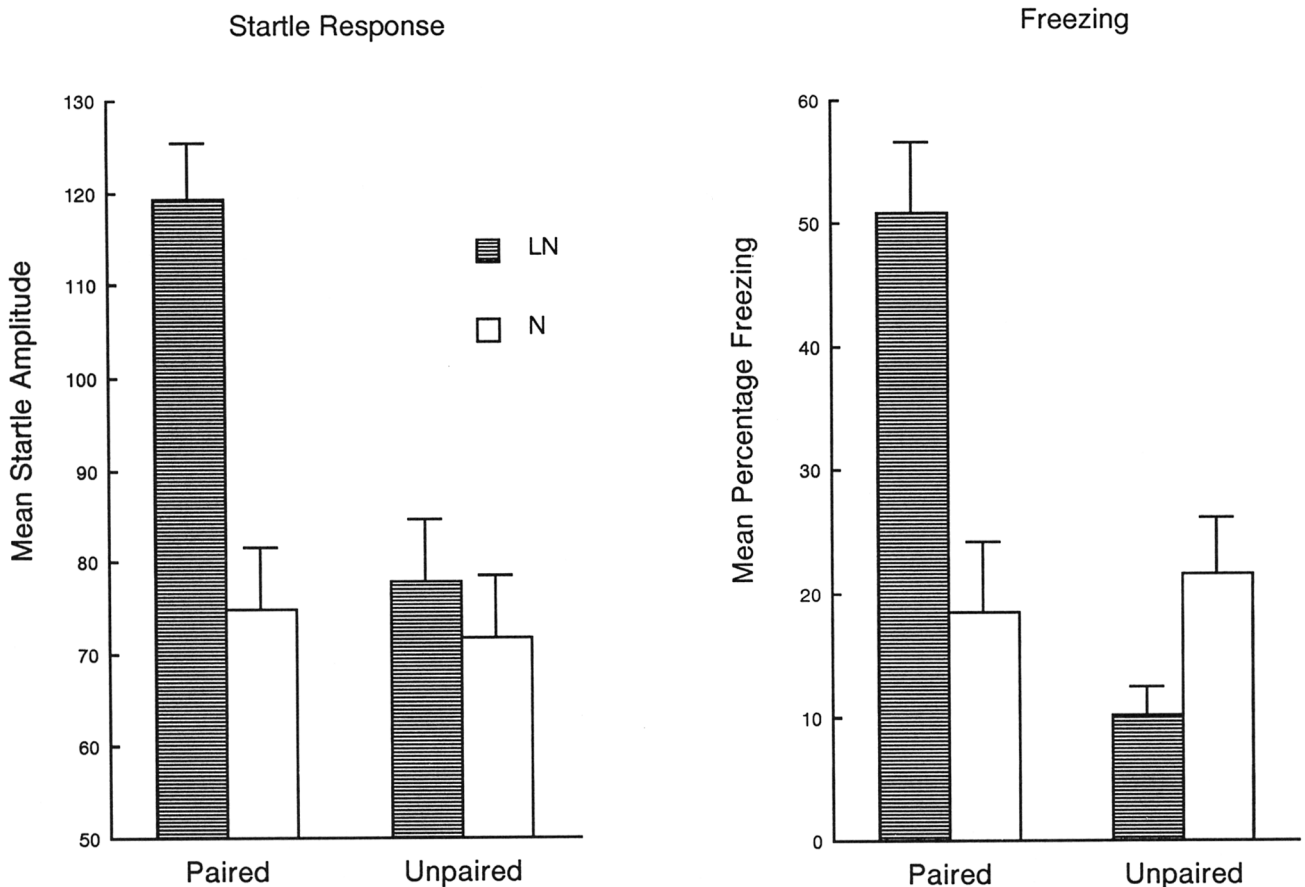 Startle Response
Mean Startle Amplitude
130
120
110
100
90
80
70
60
50
LN
N
Paired
Unpaired
Freezing
Mean Percentage Freezing
60
50
40
30
20
10
0
Paired
Unpaired